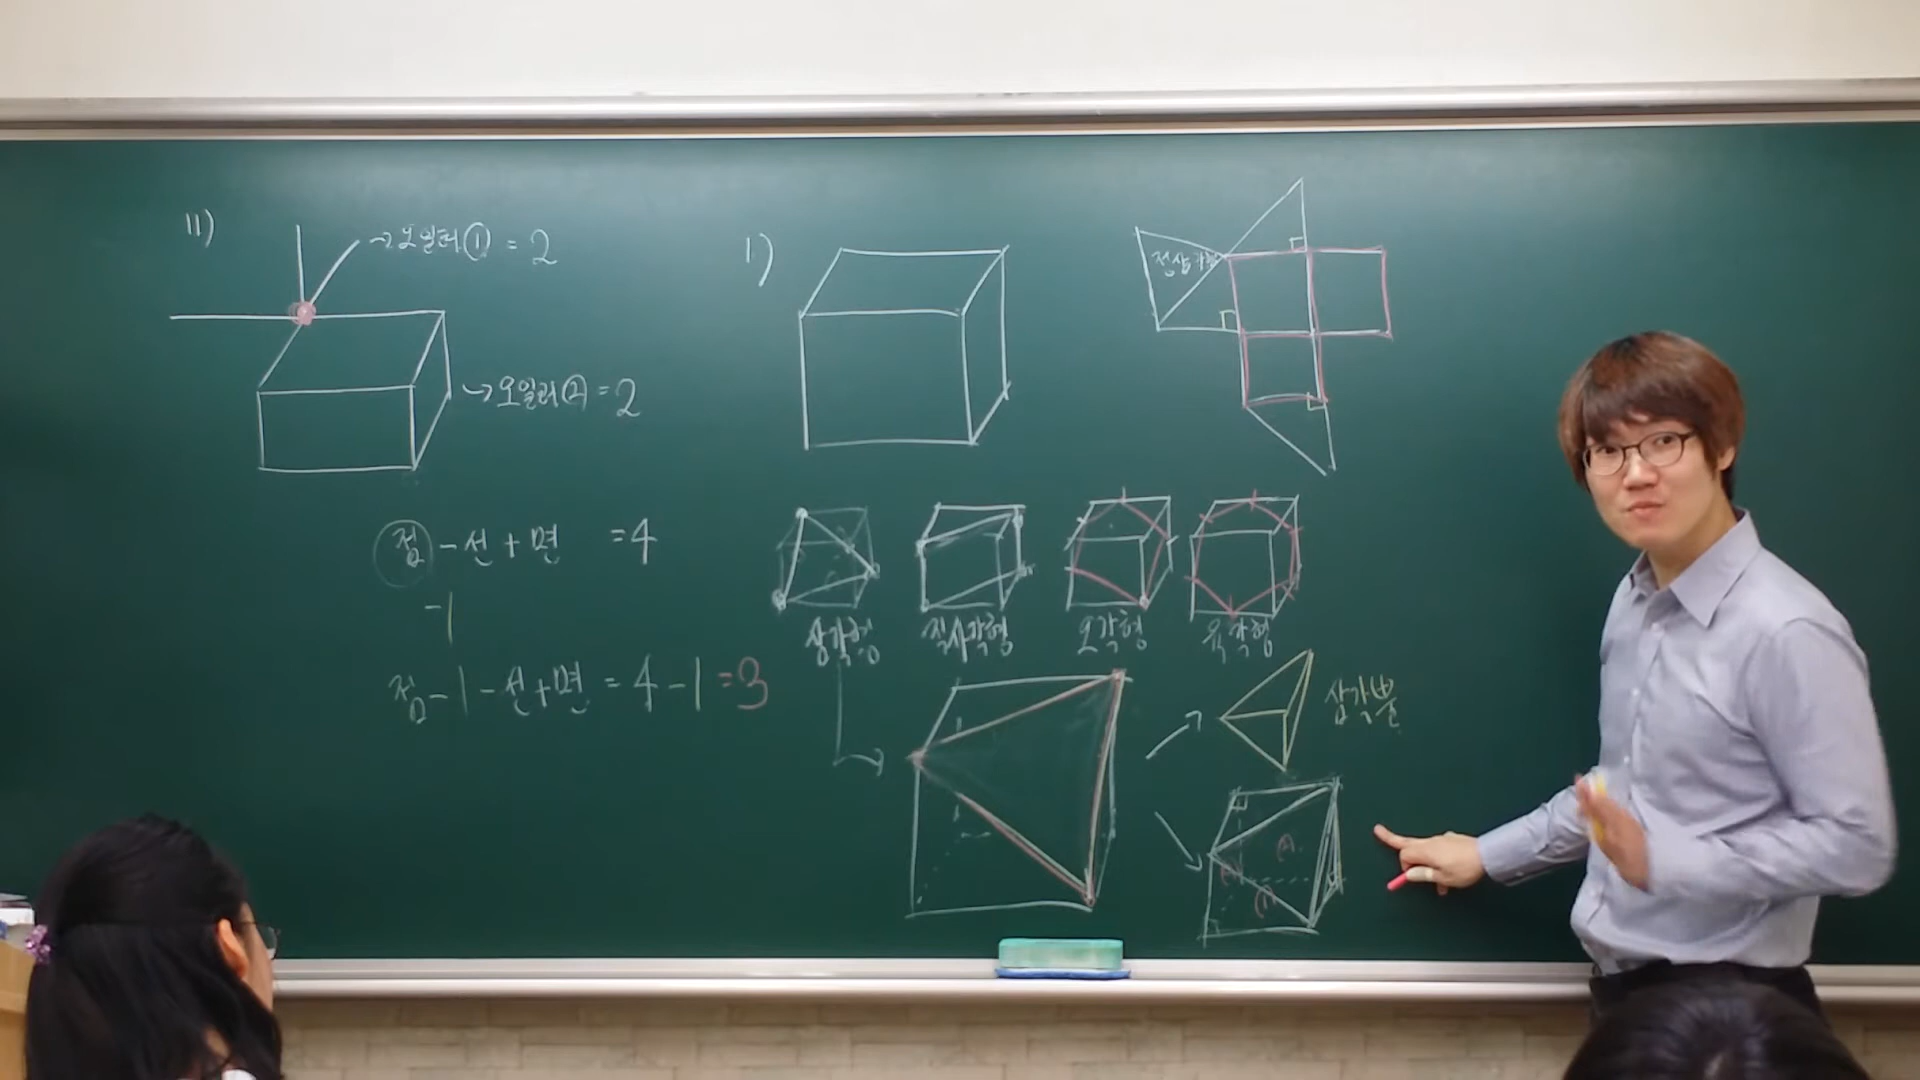 11)
→ 오일러① = 2
→ 오일러② = 2
점 - 선 + 면 = 4
-1
점 - 1 - 선 + 면 = 4 - 1 = 3
1)
정삼각형
삼각형
직사각형
오각형
육각형
삼각뿔
(1)